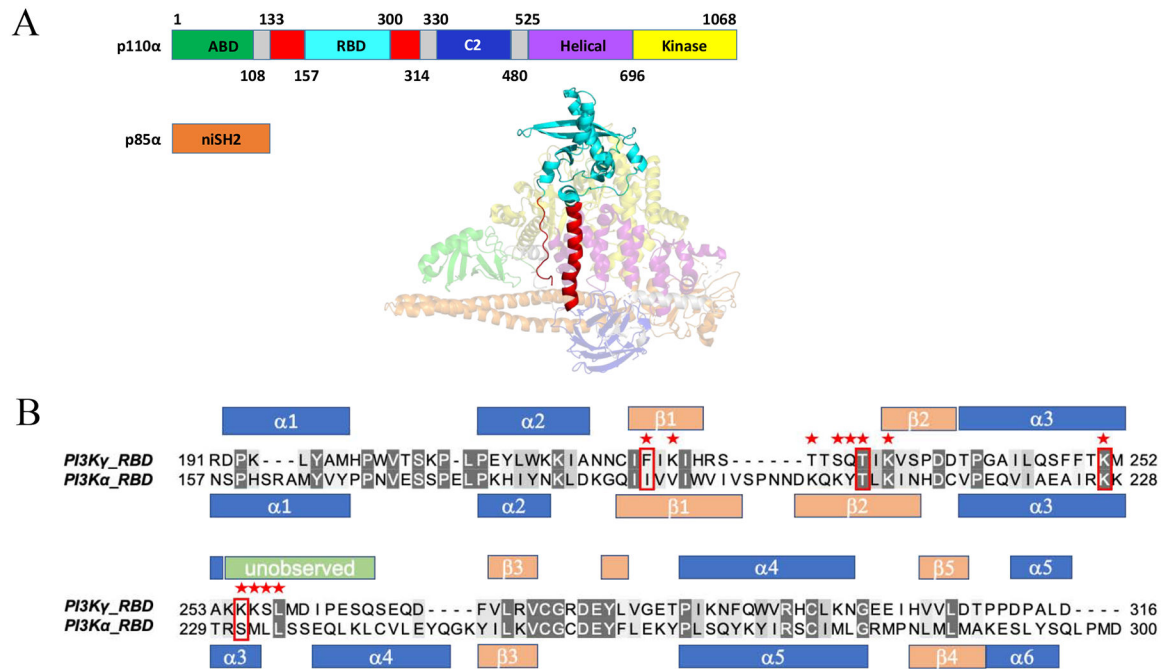 A
1 133 300 330 525 1068
p110α ABD RBD C2 Helical Kinase
108 157 314 480 696
p85α niSH2
B
α1 α2 β1 β2 α3
★ ★ ★ ★★★ ★ ★
PI3Kγ_RBD 191 RDPK---LYAMHPWVTSKP-LPEYLWKKIANNCIFIKIHRS------TTSQTIKVSPDDTPGAILQSFFTKM 252
PI3Kα_RBD 157 NSPHSRAMYVYPPNVESSPELPKHIYNKLDKGQIIVVIWVIVSPNNDKQKYTLKINHDCVPEQVIAEAIRKK 228
α1 α2 β1 β2 α3
unobserved β3 α4 β5 α5
★★★★
PI3Kγ_RBD 253 AKKKSLMDIPESQSEQD----FVLRVCGRDEYLVGETPIKNFQWVRHCLKNGEEIHVVLDTPPDPALD---- 316
PI3Kα_RBD 229 TRSMLLSSEQLKLCVLEYQGKYILKVCGCDEYFLEKYPLSQYKYIRSCIMLGRMPNLMLMAKESLYSQLPMD 300
α3 α4 β3 α5 β4 α6